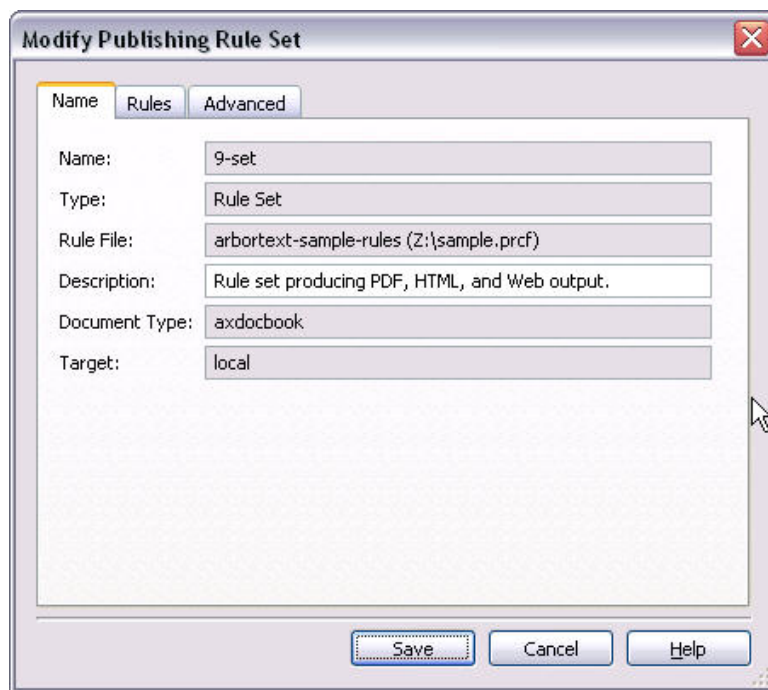 Modify Publishing Rule Set
Name Rules Advanced
Name: 9-set
Type: Rule Set
Rule File: arbortext-sample-rules (Z:\sample.prcf)
Description: Rule set producing PDF, HTML, and Web output.
Document Type: axdocbook
Target: local
Save Cancel Help